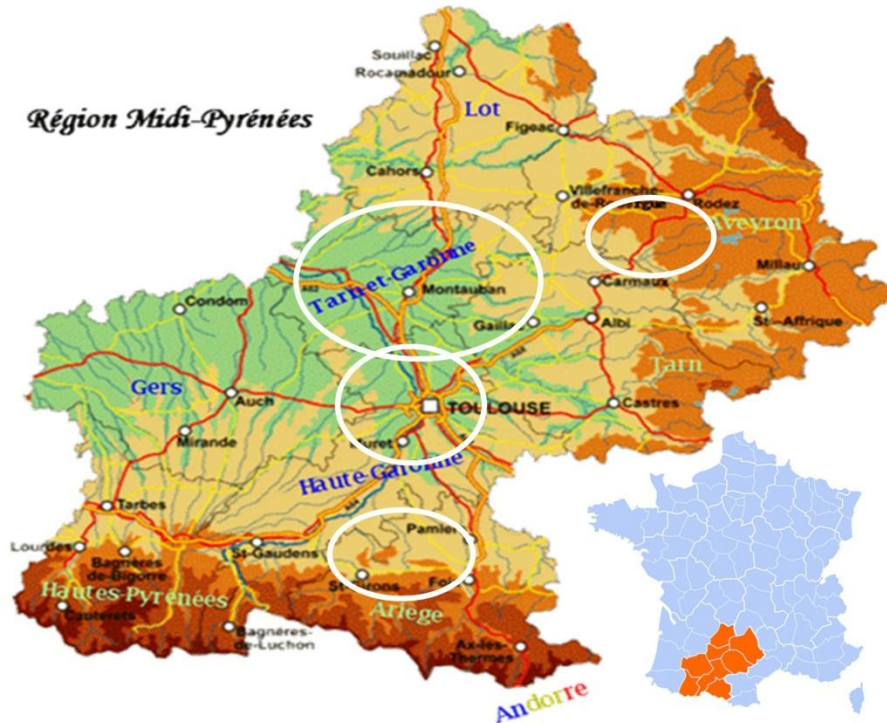 Souillac
Rocamadour
Région Midi-Pyrénées
Lot
Figeac
Cahors
Villefranche-
de-Rouergue
Rodez
Aveyron
Tarn-et-Garonne
Millau
Carmaux
Condom
Montauban
Gaillac
Albi
St-Affrique
Tarn
Gers
Auch
TOULOUSE
Castres
Mirande
Muret
Haute-Garonne
Tarbes
A64
Pamier
Lourdes
St-Gaudens
Bagnères
de-Bigorre
St-Girons
Foix
Hautes-Pyrénées
Ariège
Cauterets
Bagnères-
de-Luchon
Ax-les-
Thermes
Andorre